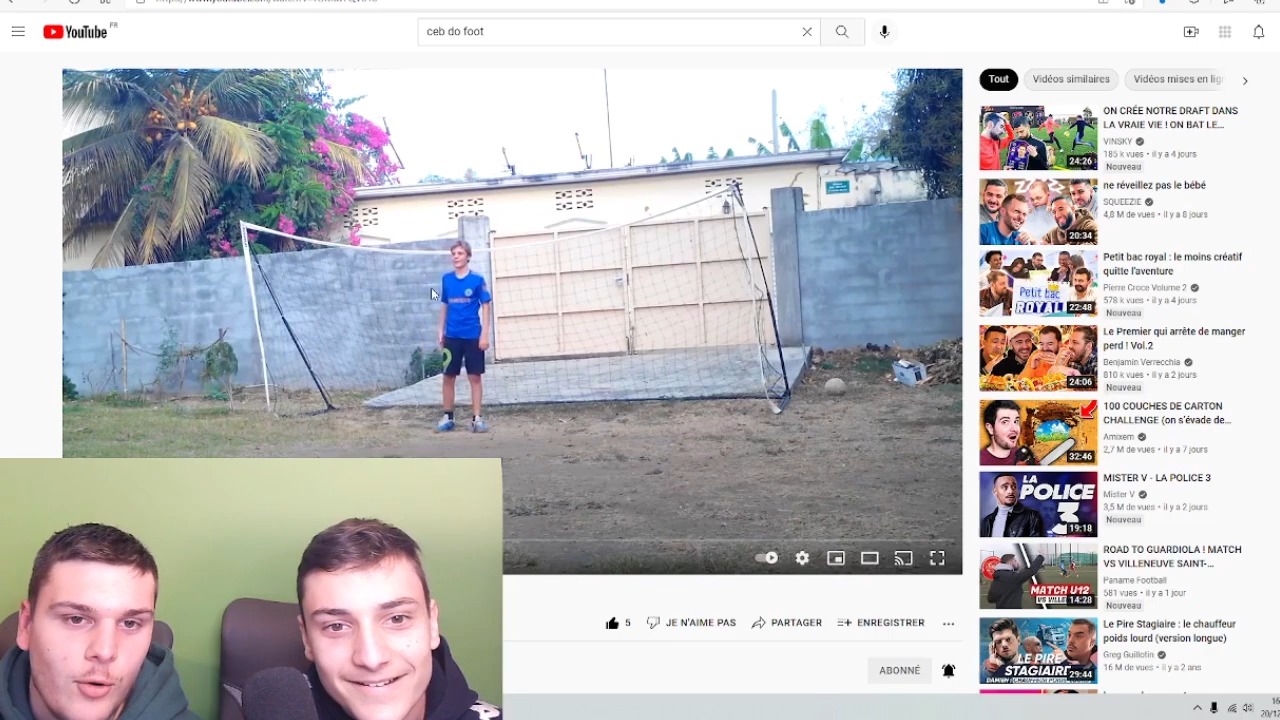 YouTube FR
ceb do foot
Tout
Vidéos similaires
Vidéos mises en lign
ON CRÉE NOTRE DRAFT DANS
LA VRAIE VIE ! ON BAT LE...
VINSKY
185 k vues • il y a 4 jours
Nouveau
24:26
ne réveillez pas le bébé
SQUEEZIE
4,8 M de vues • il y a 8 jours
20:34
Petit bac royal : le moins créatif
quitte l'aventure
Pierre Croce Volume 2
578 k vues • il y a 4 jours
Nouveau
Petit bac
ROYAL
22:48
Le Premier qui arrête de manger
perd ! Vol.2
Benjamin Verrecchia
810 k vues • il y a 2 jours
Nouveau
24:06
100 COUCHES DE CARTON
CHALLENGE (on s'évade de...
Amixem
2,7 M de vues • il y a 7 jours
32:46
MISTER V - LA POLICE 3
Mister V
3,5 M de vues • il y a 2 jours
Nouveau
LA
POLICE
3
19:18
ROAD TO GUARDIOLA ! MATCH
VS VILLENEUVE SAINT-...
Paname Football
581 vues • il y a 1 jour
Nouveau
MATCH U12
14:28
Le Pire Stagiaire : le chauffeur
poids lourd (version longue)
Greg Guillotin
16 M de vues • il y a 2 ans
LE PIRE
STAGIAIRE
29:44
5
JE N'AIME PAS
PARTAGER
ENREGISTRER
ABONNÉ